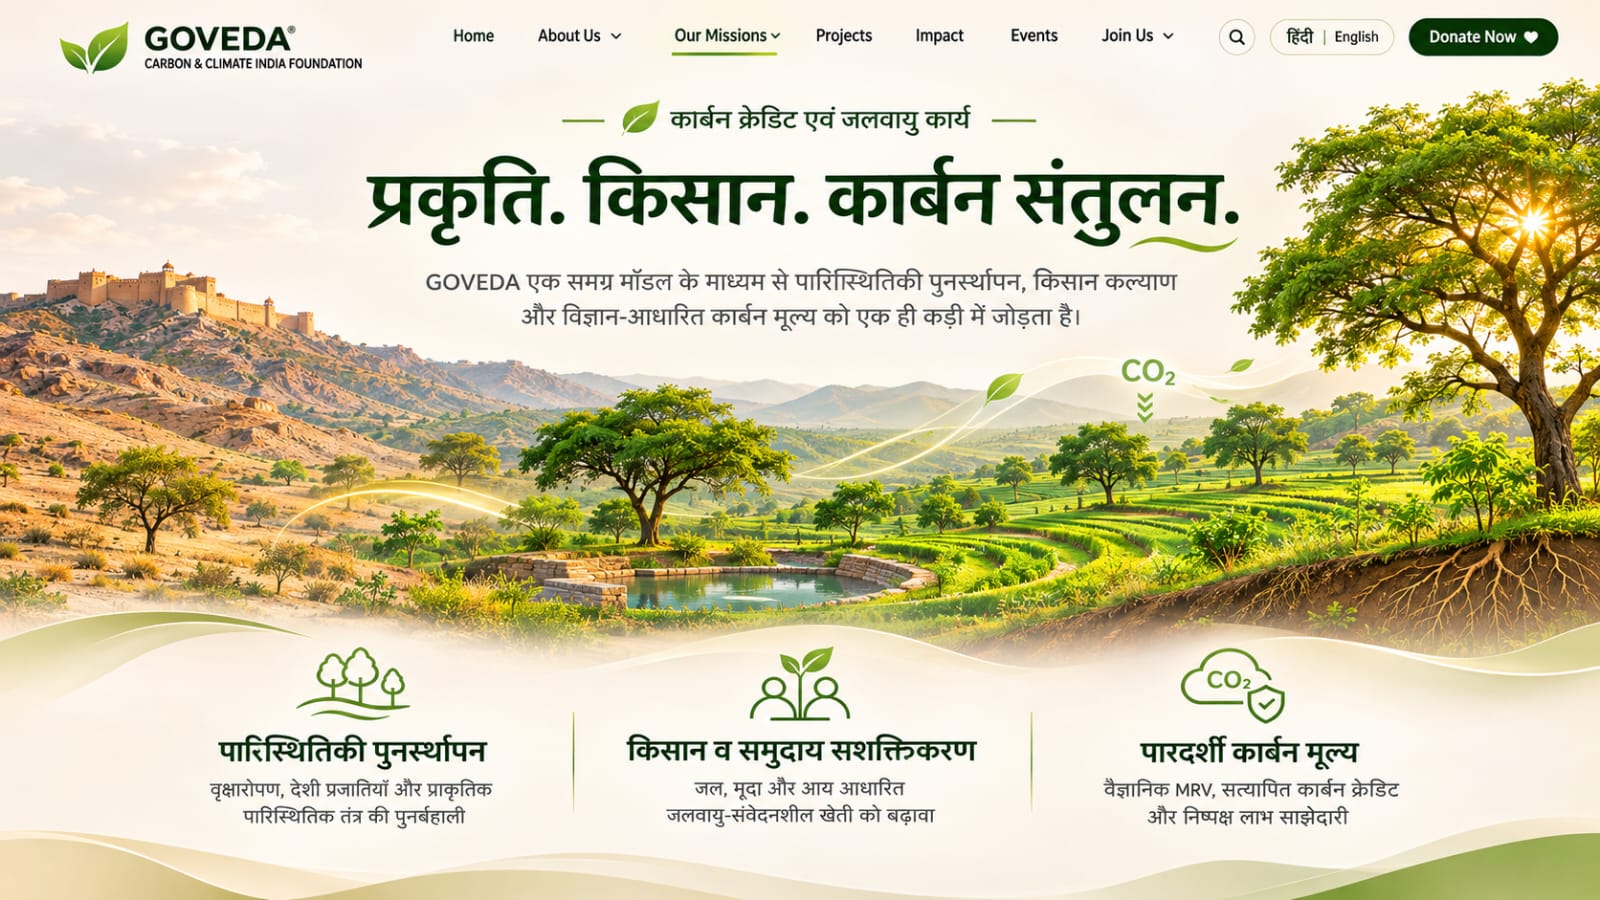 GOVEDA®
CARBON & CLIMATE INDIA FOUNDATION
Home
About Us
Our Missions
Projects
Impact
Events
Join Us
हिंदी | English
Donate Now
कार्बन क्रेडिट एवं जलवायु कार्य
प्रकृति. किसान. कार्बन संतुलन.
GOVEDA एक समग्र मॉडल के माध्यम से पारिस्थितिकी पुनर्स्थापन, किसान कल्याण
और विज्ञान-आधारित कार्बन मूल्य को एक ही कड़ी में जोड़ता है।
CO₂
CO₂
पारिस्थितिकी पुनर्स्थापन
वृक्षारोपण, देशी प्रजातियाँ और प्राकृतिक
पारिस्थितिक तंत्र की पुनर्बहाली
किसान व समुदाय सशक्तिकरण
जल, मृदा और आय आधारित
जलवायु-संवेदनशील खेती को बढ़ावा
पारदर्शी कार्बन मूल्य
वैज्ञानिक MRV, सत्यापित कार्बन क्रेडिट
और निष्पक्ष लाभ साझेदारी